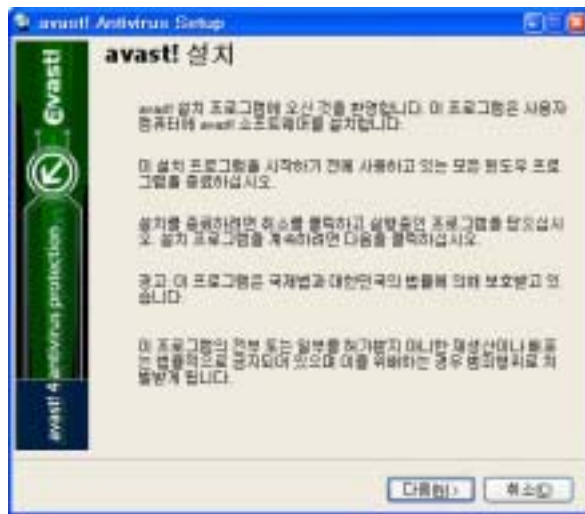 avast! Antivirus Setup
avast! 설치
avast! 설치 프로그램에 오신 것을 환영합니다. 이 프로그램은 사용자
컴퓨터에 avast! 소프트웨어를 설치합니다.
이 설치 프로그램을 시작하기 전에 사용하고 있는 모든 윈도우 프로
그램을 종료하십시오.
설치를 종료하려면 취소를 클릭하고 실행중인 프로그램을 닫으십시
오. 설치 프로그램을 계속하려면 다음을 클릭하십시오.
경고: 이 프로그램은 국제법과 대한민국의 법률에 의해 보호받고 있
습니다.
이 프로그램의 전부 또는 일부를 허가받지 아니한 재생산이나 배포
는 법률적으로 금지되어 있으며 이를 위배하는 경우 범죄행위로 처
벌받게 됩니다.
avast!
avast! 4 antivirus protection
다음(N) >
취소(C)